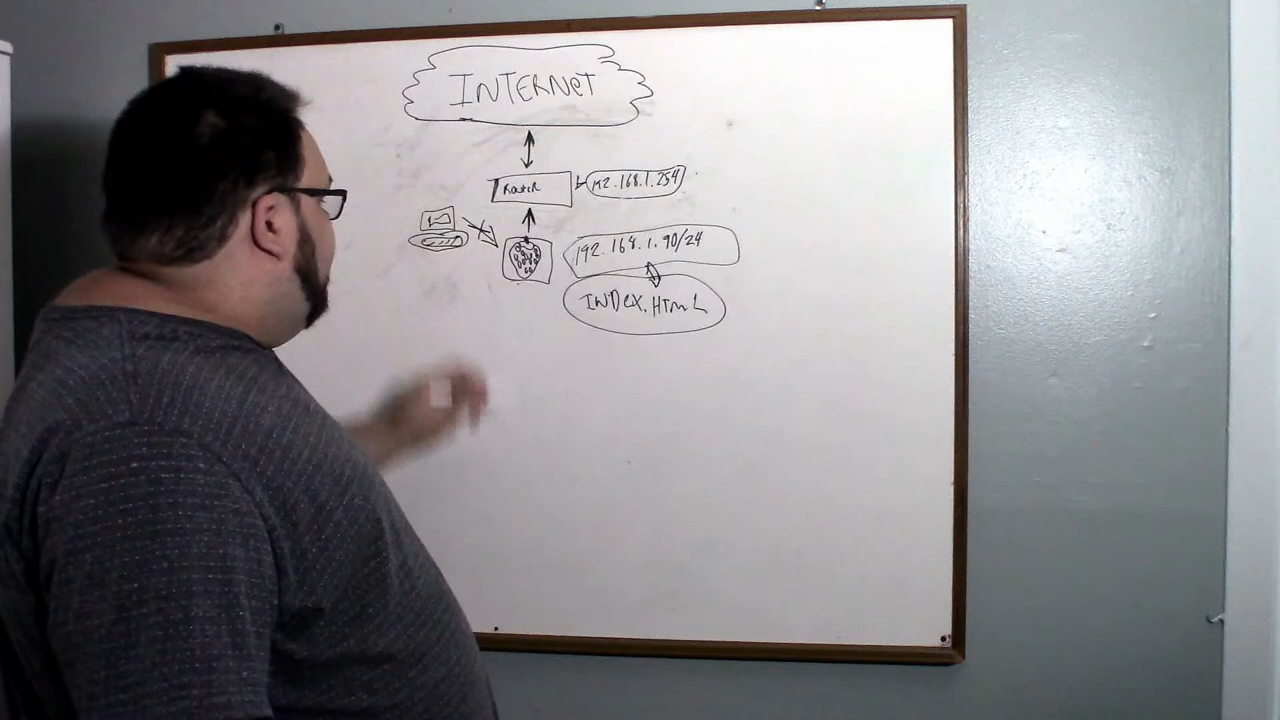 INTERNET
Router
192.168.1.254
192.168.1.90/24
INDEX.HTML